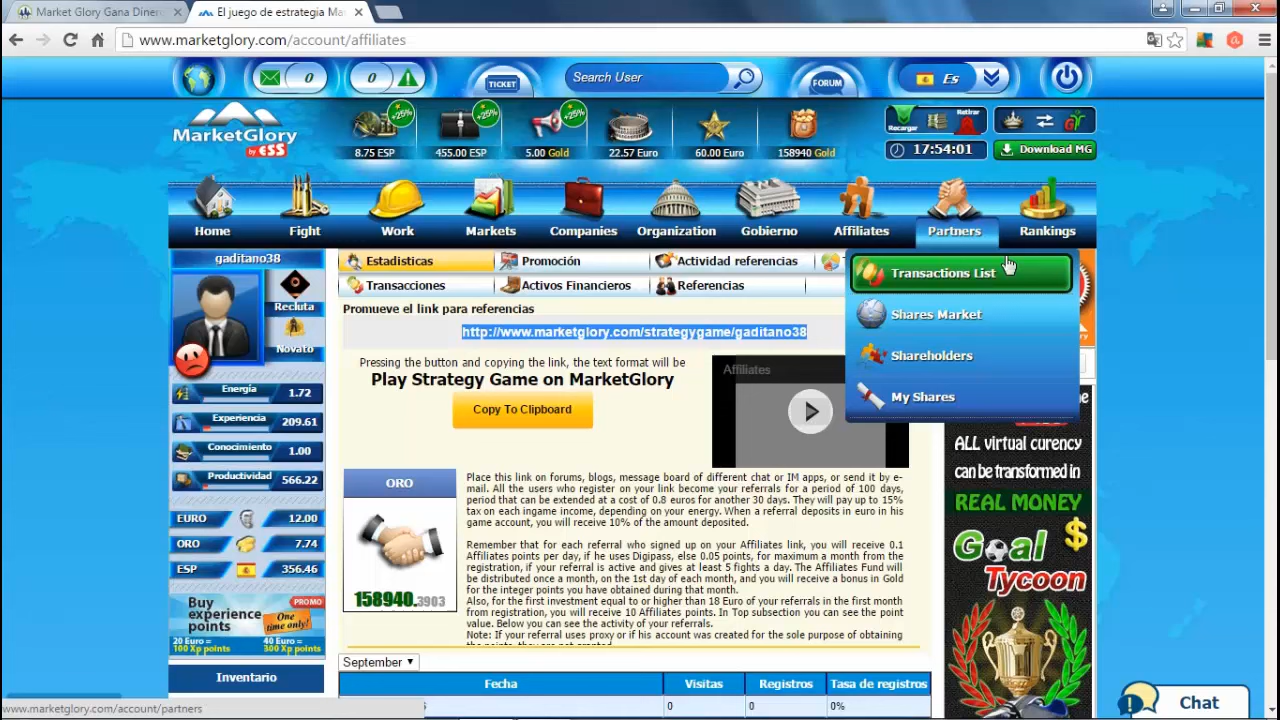 Market Glory Gana Dinero
El juego de estrategia Mar
www.marketglory.com/account/affiliates
0
0
TICKET
Search User
FORUM
Es
MarketGlory
by ESS
+25%
+25%
+25%
8.75 ESP
455.00 ESP
5.00 Gold
22.57 Euro
60.00 Euro
158940 Gold
Recargar
Retirar
17:54:01
Download MG
Home
Fight
Work
Markets
Companies
Organization
Gobierno
Affiliates
Partners
Rankings
gaditano38
Recluta
Novato
Energía 1.72
Experiencia 209.61
Conocimiento 1.00
Productividad 566.22
EURO 12.00
ORO 7.74
ESP 356.46
Buy experience points
PROMO
One time only!
20 Euro = 100 Xp points
40 Euro = 300 Xp points
Inventario
Estadisticas
Promoción
Actividad referencias
Transacciones
Activos Financieros
Referencias
Transactions List
Shares Market
Shareholders
My Shares
Promueve el link para referencias
http://www.marketglory.com/strategygame/gaditano38
Pressing the button and copying the link, the text format will be
Play Strategy Game on MarketGlory
Copy To Clipboard
Affiliates
ORO
158940.3903
Place this link on forums, blogs, message board of different chat or IM apps, or send it by e-
mail. All the users who register on your link become your referrals for a period of 100 days,
period that can be extended at a cost of 0.8 euros for another 30 days. They will pay up to 15%
tax on each ingame income, depending on your energy. When a referral deposits in euro in his
game account, you will receive 10% of the amount deposited.
Remember that for each referral who signed up on your Affiliates link, you will receive 0.1
Affiliates points per day, if he uses Digipass, else 0.05 points, for maximum a month from the
registration, if your referral is active and gives at least 5 fights a day. The Affiliates Fund will
be distributed once a month, on the 1st day of each month, and you will receive a bonus in Gold
for the integer points you have obtained during that month.
Also, for the first investment equal to or higher than 18 Euro of your referrals in the first month
from registration, you will receive 10 Affiliates points. In Top subsection you can see the point
value. Below you can see the activity of your referrals.
Note: If your referral uses proxy or if his account was created for the sole purpose of obtaining
September
Fecha
Visitas
Registros
Tasa de registros
0
0
0%
ALL virtual curency
can be transformed in
REAL MONEY
Goal
Tycoon
$
Chat
www.marketglory.com/account/partners